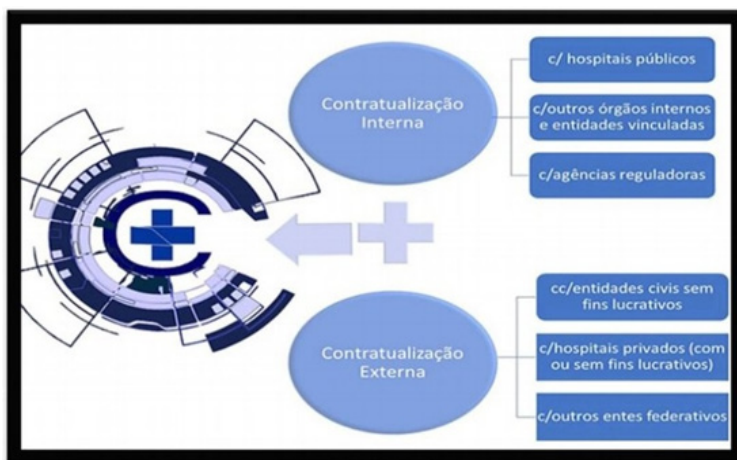 Contratualização
Interna
c/ hospitais públicos
c/outros órgãos internos
e entidades vinculadas
c/agências reguladoras
Contratualização
Externa
cc/entidades civis sem
fins lucrativos
c/hospitais privados (com
ou sem fins lucrativos)
c/outros entes federativos